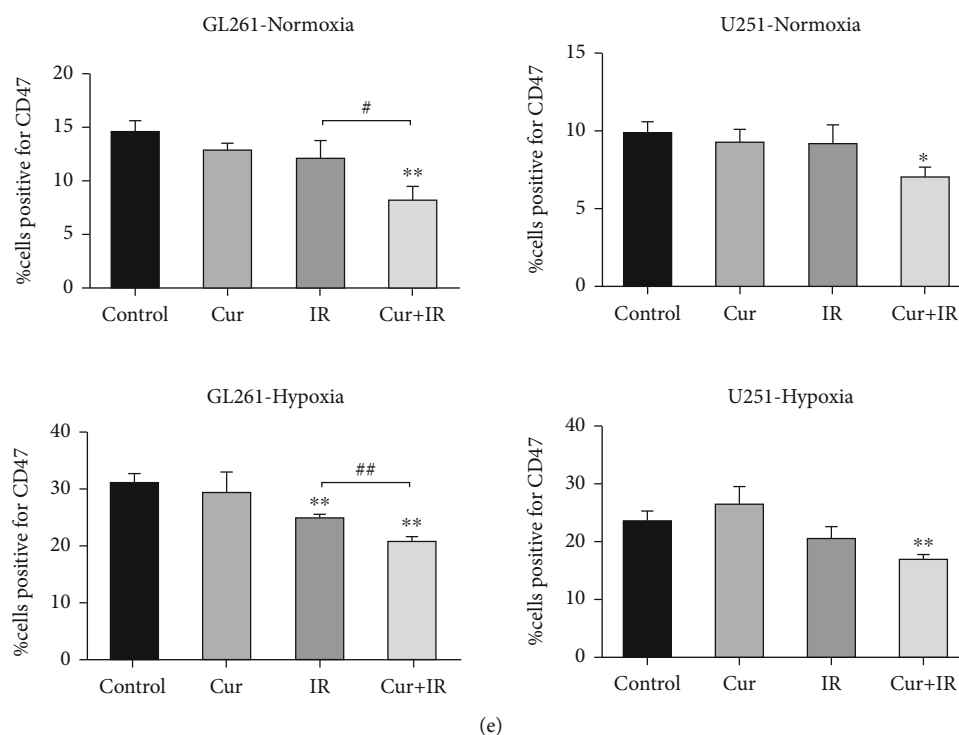 GL261-Normoxia
%cells positive for CD47
20
15
10
5
0
#
**
Control Cur IR Cur+IR
U251-Normoxia
%cells positive for CD47
15
10
5
0
*
Control Cur IR Cur+IR
GL261-Hypoxia
%cells positive for CD47
40
30
20
10
0
##
** **
Control Cur IR Cur+IR
U251-Hypoxia
%cells positive for CD47
40
30
20
10
0
**
Control Cur IR Cur+IR
(e)